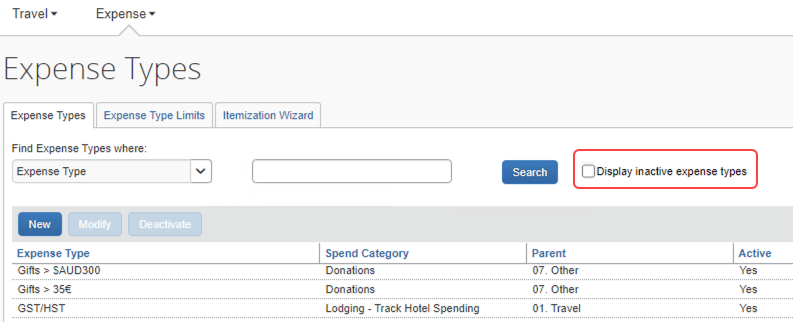 Travel Expense
Expense Types
Expense Types Expense Type Limits Itemization Wizard
Find Expense Types where:
Expense Type Search Display inactive expense types
New Modify Deactivate
Expense Type Spend Category Parent Active
Gifts > $AUD300 Donations 07. Other Yes
Gifts > 35€ Donations 07. Other Yes
GST/HST Lodging - Track Hotel Spending 01. Travel Yes